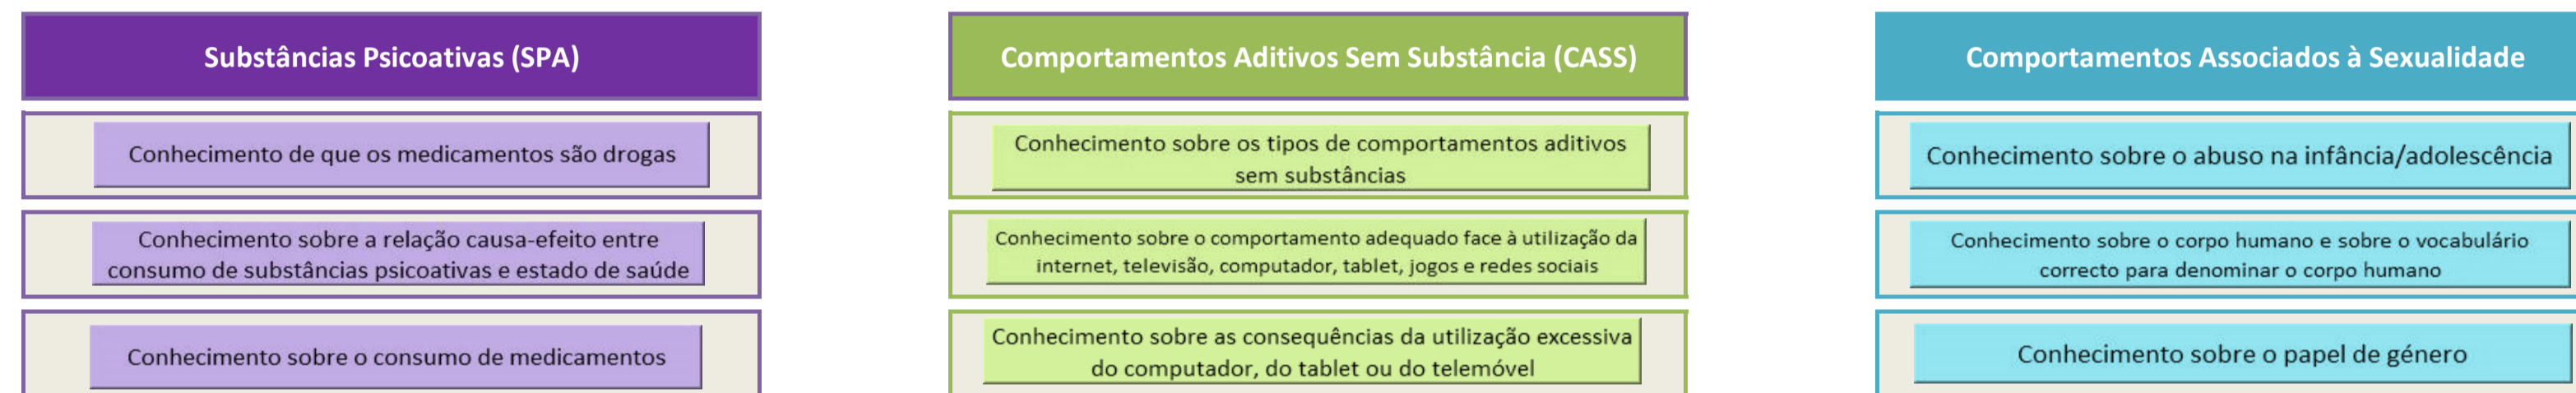 Substâncias Psicoativas (SPA)
Conhecimento de que os medicamentos são drogas
Conhecimento sobre a relação causa-efeito entre
consumo de substâncias psicoativas e estado de saúde
Conhecimento sobre o consumo de medicamentos
Comportamentos Aditivos Sem Substância (CASS)
Conhecimento sobre os tipos de comportamentos aditivos
sem substâncias
Conhecimento sobre o comportamento adequado face à utilização da
internet, televisão, computador, tablet, jogos e redes sociais
Conhecimento sobre as consequências da utilização excessiva
do computador, do tablet ou do telemóvel
Comportamentos Associados à Sexualidade
Conhecimento sobre o abuso na infância/adolescência
Conhecimento sobre o corpo humano e sobre o vocabulário
correcto para denominar o corpo humano
Conhecimento sobre o papel de género